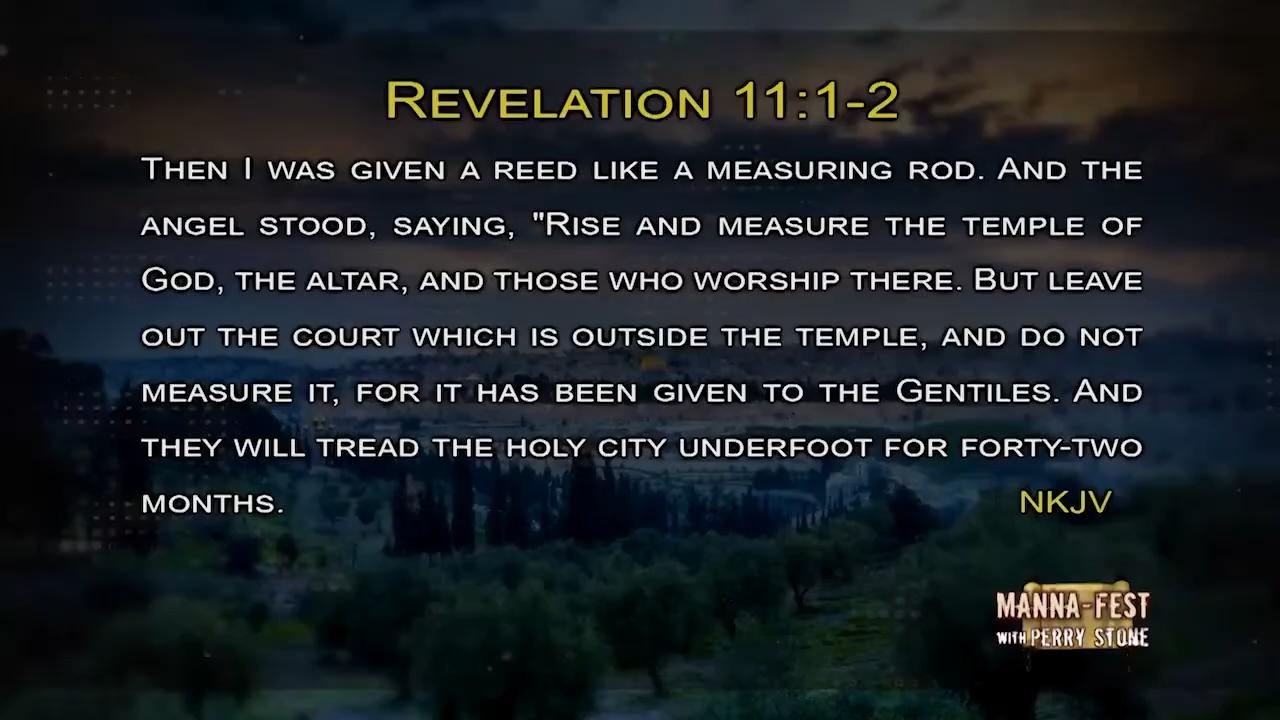 Revelation 11:1-2
Then I was given a reed like a measuring rod. And the
angel stood, saying, "Rise and measure the temple of
God, the altar, and those who worship there. But leave
out the court which is outside the temple, and do not
measure it, for it has been given to the Gentiles. And
they will tread the holy city underfoot for forty-two
months. NKJV
MANNA-FEST
WITH PERRY STONE